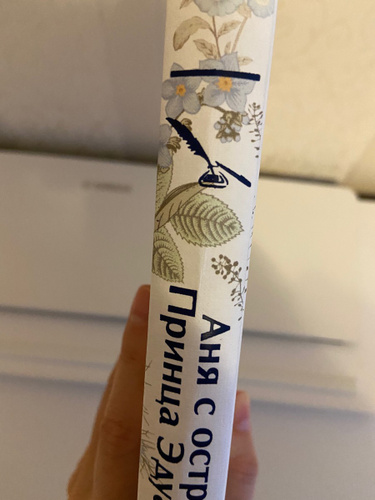 Аня с остр
Принца Эду